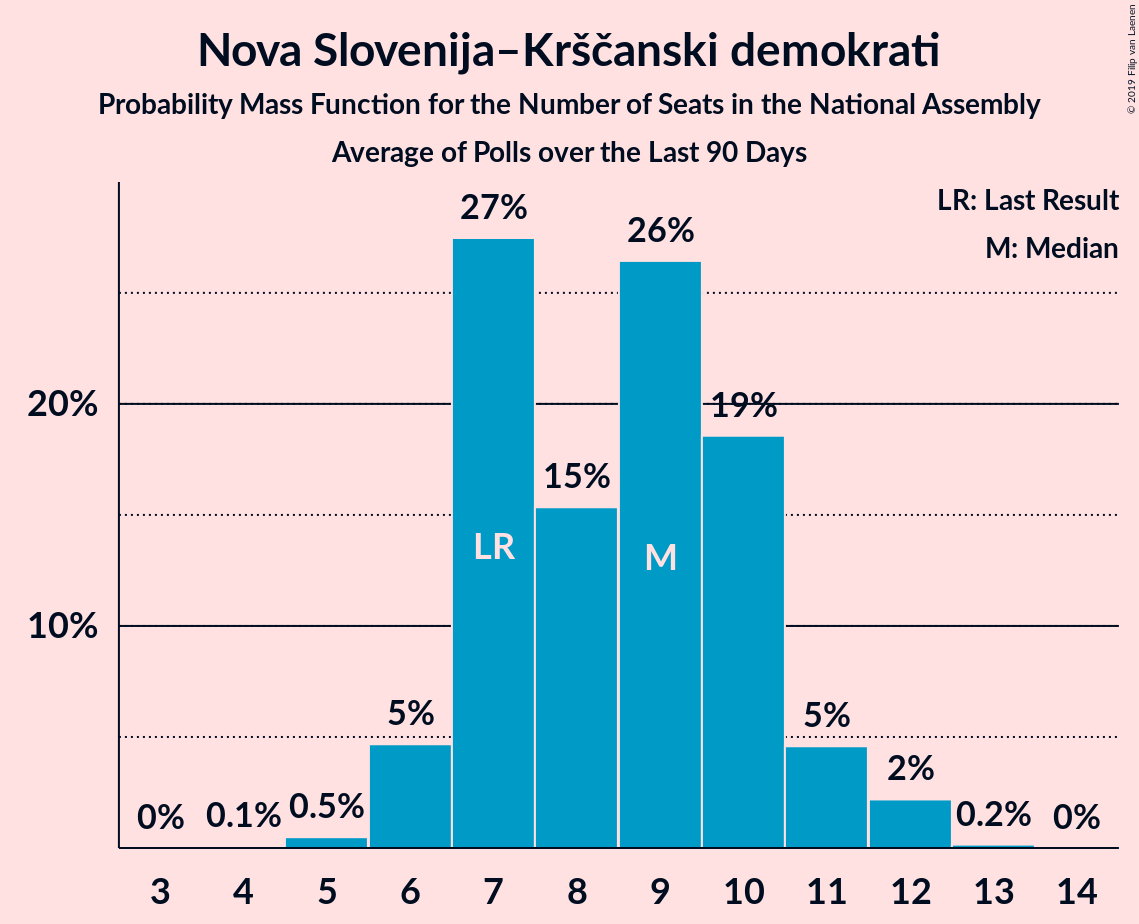 Nova Slovenija–Krščanski demokrati
Probability Mass Function for the Number of Seats in the National Assembly
Average of Polls over the Last 90 Days
© 2019 Filip van Laenen
LR: Last Result
M: Median
27%
26%
20%
19%
15%
LR
M
10%
5%
5%
2%
0%
0.1%
0.5%
0.2%
0%
3 4 5 6 7 8 9 10 11 12 13 14